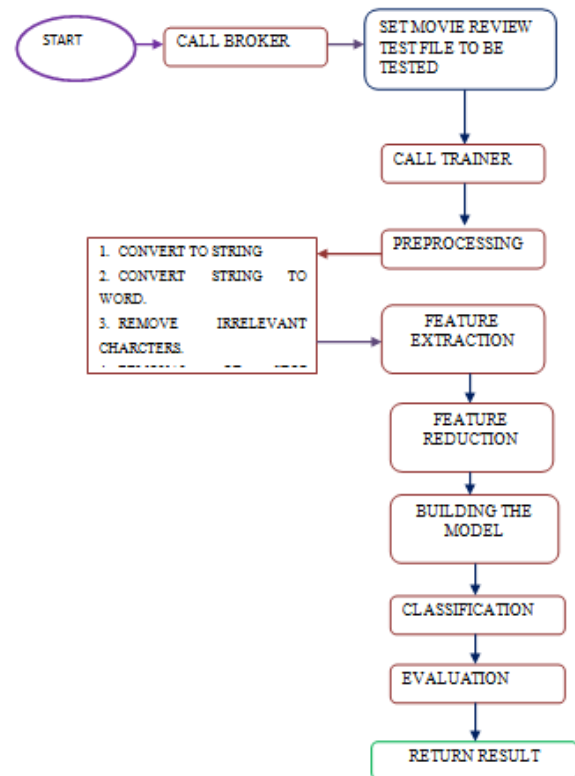 START
CALL BROKER
SET MOVIE REVIEW
TEST FILE TO BE
TESTED
CALL TRAINER
PREPROCESSING
1. CONVERT TO STRING
2. CONVERT STRING TO
WORD.
3. REMOVE IRRELEVANT
CHARCTERS.
FEATURE
EXTRACTION
FEATURE
REDUCTION
BUILDING THE
MODEL
CLASSIFICATION
EVALUATION
RETURN RESULT